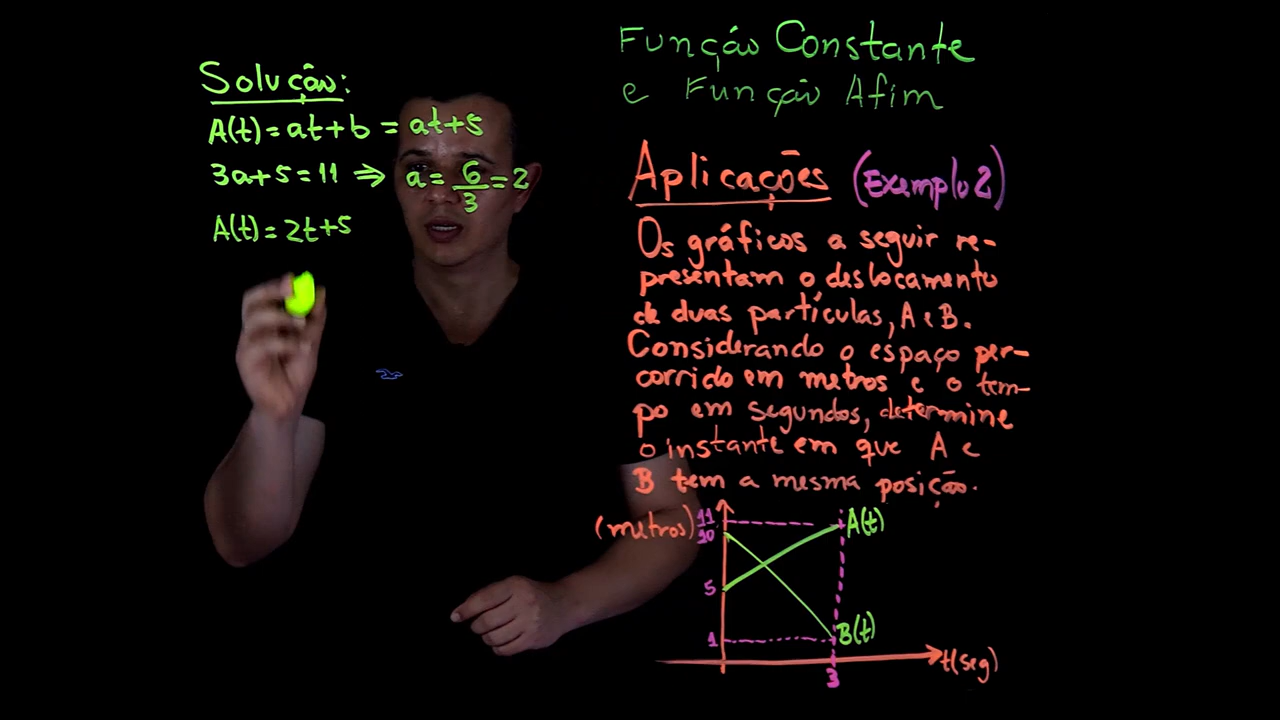 Solução:
A(t) = at + b = at + 5
3a + 5 = 11 ⇒ a = 6/3 = 2
A(t) = 2t + 5
Função Constante
e Função Afim
Aplicações (Exemplo 2)
Os gráficos a seguir re-
presentam o deslocamento
de duas partículas, A e B.
Considerando o espaço per-
corrido em metros e o tem-
po em segundos, determine
o instante em que A e
B tem a mesma posição.
(metros)
11
10
5
1
A(t)
B(t)
3
t(seg)